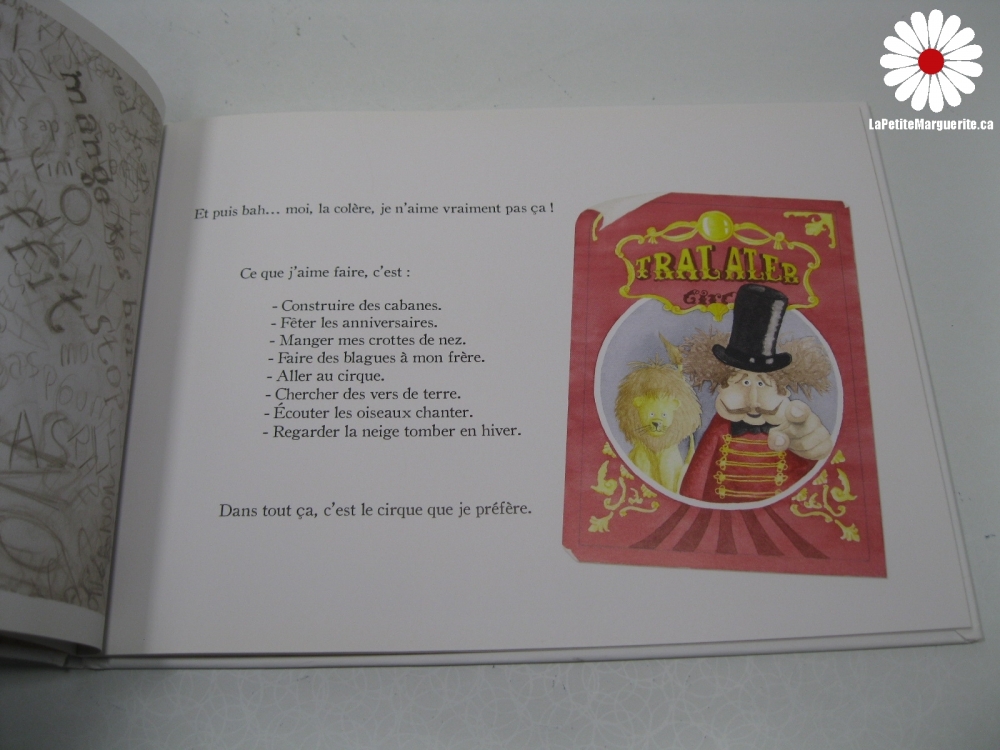 LaPetiteMarguerite.ca
mange
Et puis bah... moi, la colère, je n'aime vraiment pas ça !
Ce que j'aime faire, c'est :
- Construire des cabanes.
- Fêter les anniversaires.
- Manger mes crottes de nez.
- Faire des blagues à mon frère.
- Aller au cirque.
- Chercher des vers de terre.
- Écouter les oiseaux chanter.
- Regarder la neige tomber en hiver.
Dans tout ça, c'est le cirque que je préfère.
TRALALER